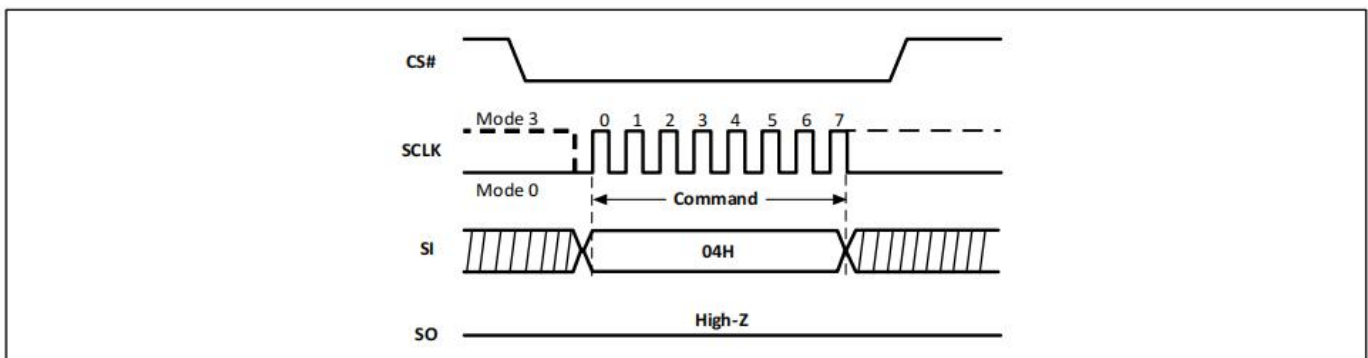 CS#
Mode 3
0 1 2 3 4 5 6 7
SCLK
Mode 0
Command
SI
04H
High-Z
SO